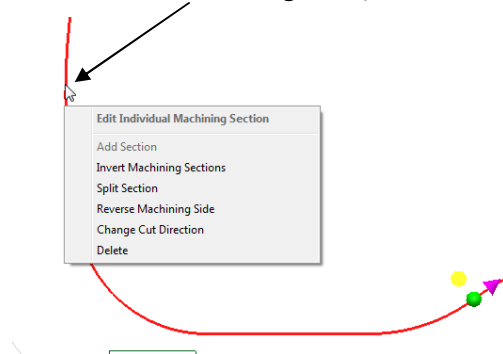 Edit Individual Machining Section
Add Section
Invert Machining Sections
Split Section
Reverse Machining Side
Change Cut Direction
Delete